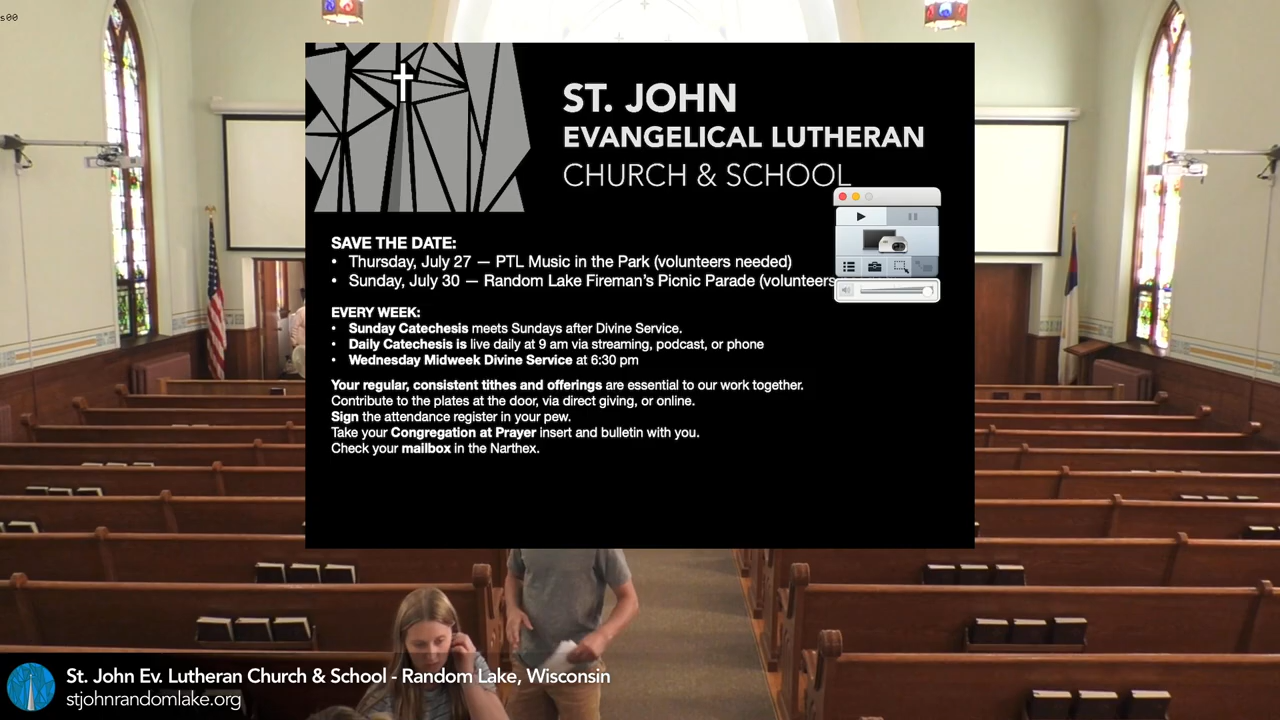 s00
ST. JOHN
EVANGELICAL LUTHERAN
CHURCH & SCHOOL
SAVE THE DATE:
• Thursday, July 27 — PTL Music in the Park (volunteers needed)
• Sunday, July 30 — Random Lake Fireman's Picnic Parade (volunteers
EVERY WEEK:
• Sunday Catechesis meets Sundays after Divine Service.
• Daily Catechesis is live daily at 9 am via streaming, podcast, or phone
• Wednesday Midweek Divine Service at 6:30 pm
Your regular, consistent tithes and offerings are essential to our work together.
Contribute to the plates at the door, via direct giving, or online.
Sign the attendance register in your pew.
Take your Congregation at Prayer insert and bulletin with you.
Check your mailbox in the Narthex.
St. John Ev. Lutheran Church & School - Random Lake, Wisconsin
stjohnrandomlake.org